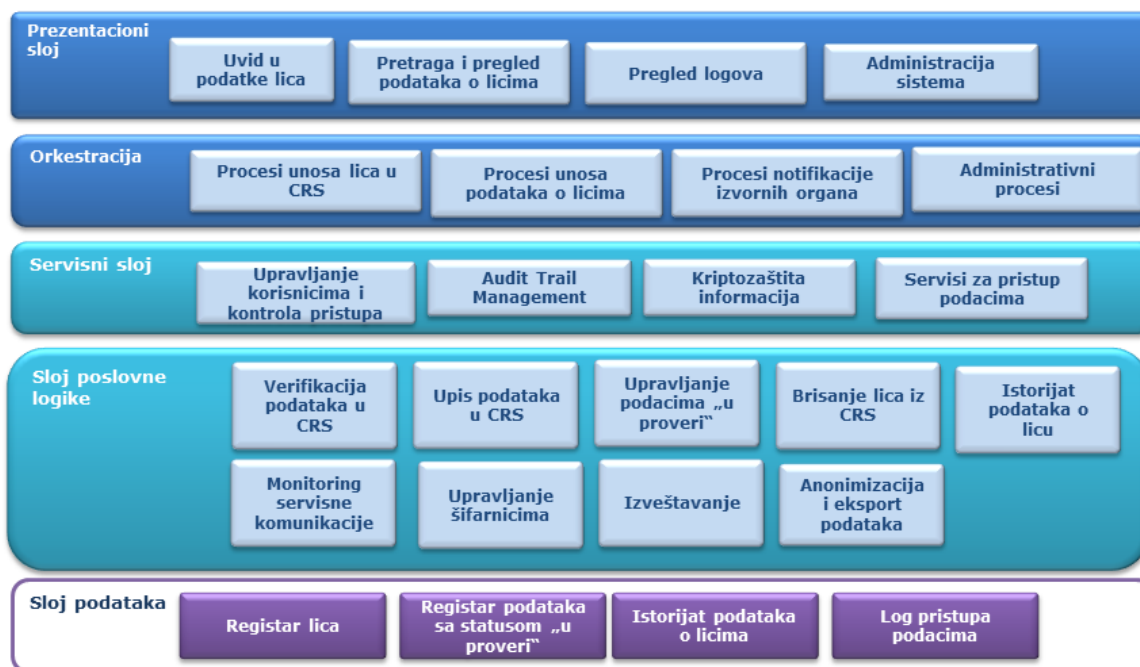 Prezentacioni
sloj
Uvid u
podatke lica
Pretraga i pregled
podataka o licima
Pregled logova
Administracija
sistema
Orkestracija
Procesi unosa lica u
CRS
Procesi unosa
podataka o licima
Procesi notifikacije
izvornih organa
Administrativni
procesi
Servisni sloj
Upravljanje
korisnicima i
kontrola pristupa
Audit Trail
Management
Kriptozaštita
informacija
Servisi za pristup
podacima
Sloj poslovne
logike
Verifikacija
podataka u
CRS
Upis podataka
u CRS
Upravljanje
podacima „u
proveri“
Brisanje lica iz
CRS
Istorijat
podataka o
licu
Monitoring
servisne
komunikacije
Upravljanje
šifarnicima
Izveštavanje
Anonimizacija
i eksport
podataka
Sloj podataka
Registar lica
Registar podataka
sa statusom „u
proveri“
Istorijat podataka
o licima
Log pristupa
podacima